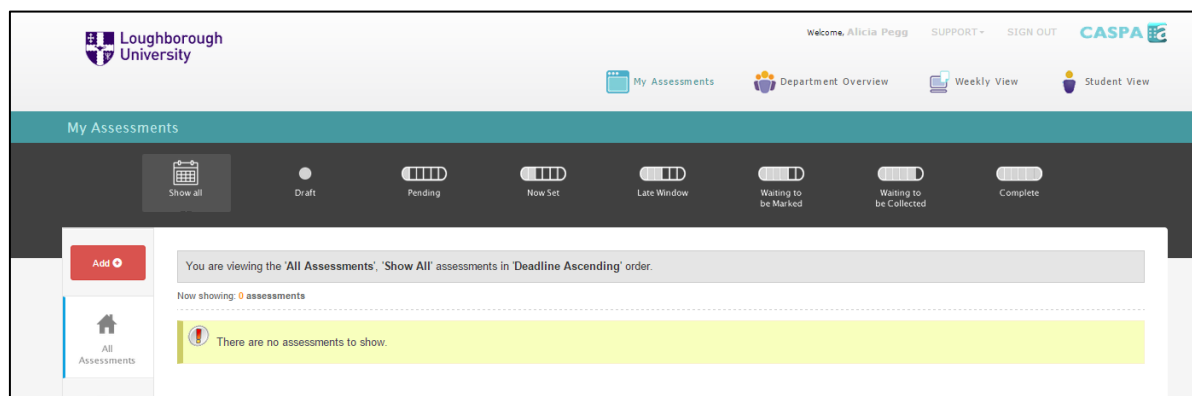 Loughborough
University
Welcome, Alicia Pegg SUPPORT SIGN OUT CASPA
My Assessments Department Overview Weekly View Student View
My Assessments
Show all Draft Pending Now Set Late Window Waiting to be Marked Waiting to be Collected Complete
Add
You are viewing the 'All Assessments', 'Show All' assessments in 'Deadline Ascending' order.
Now showing: 0 assessments
There are no assessments to show.
All
Assessments